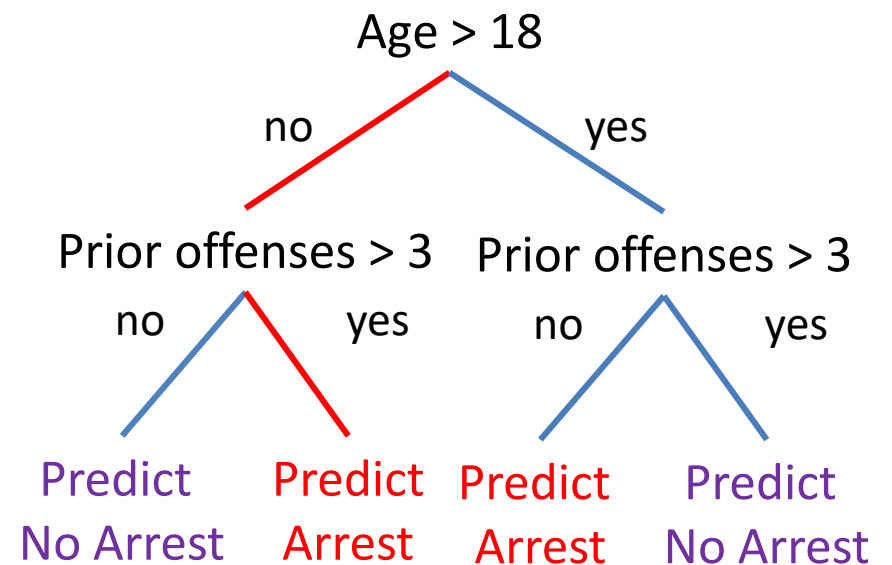 Age > 18
no
yes
Prior offenses > 3
Prior offenses > 3
no
yes
no
yes
Predict
No Arrest
Predict
Arrest
Predict
Arrest
Predict
No Arrest